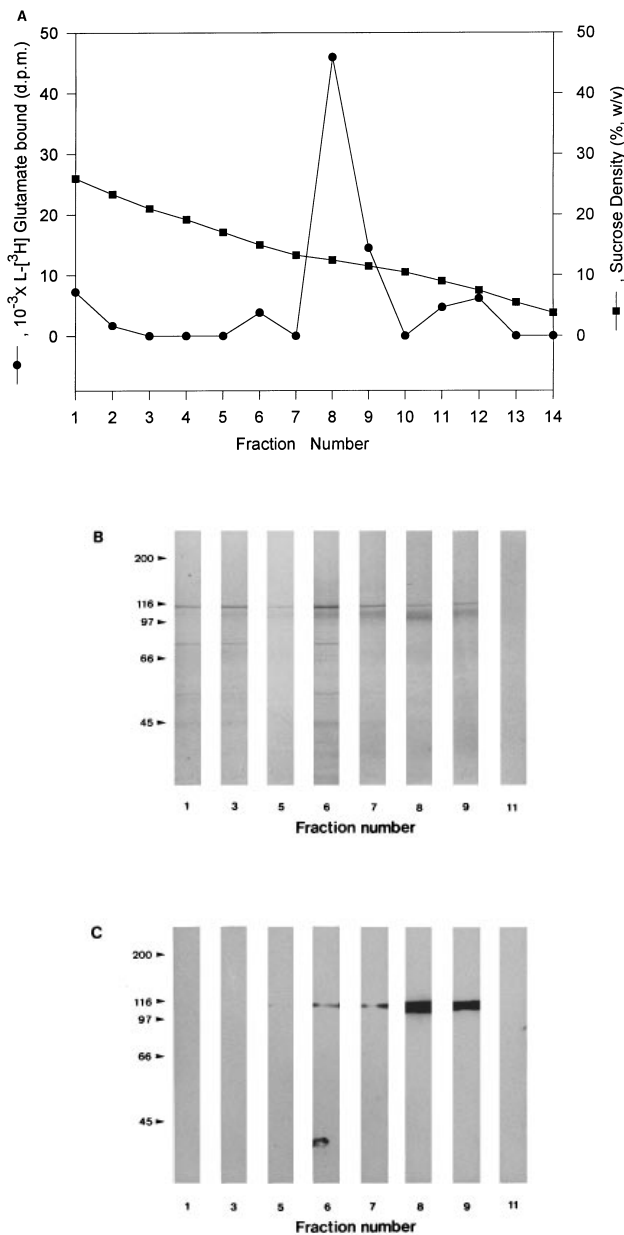 A
50
40
30
20
10
0
, 10⁻³X L-[³H] Glutamate bound (d.p.m.)
50
40
30
20
10
0
, Sucrose Density (%, w/v)
1 2 3 4 5 6 7 8 9 10 11 12 13 14
Fraction Number
B
200
116
97
66
45
1 3 5 6 7 8 9 11
Fraction number
C
200
116
97
66
45
1 3 5 6 7 8 9 11
Fraction number